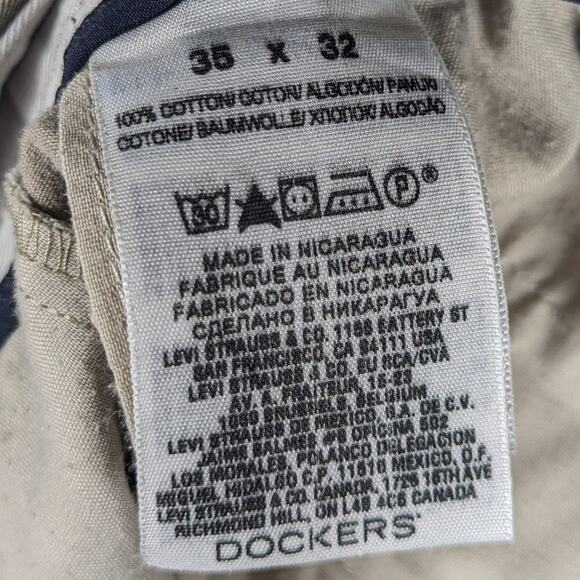 35 x 32
100% COTTON/ COTON/ ALGODÓN/ PAMUK/
COTONE/ BAUMWOLLE/ ХЛОПОК/ ALGODÃO
30 P ®
MADE IN NICARAGUA
FABRIQUE AU NICARAGUA
FABRICADO EN NICARAGUA
СДЕЛАНО В НИКАРАГУА
LEVI STRAUSS & CO. 1155 BATTERY ST
SAN FRANCISCO, CA 94111 USA
LEVI STRAUSS & CO. EU SCA/CVA
AV. A. FRAITEUR, 15-23
1050 BRUSSELS, BELGIUM
LEVI STRAUSS DE MEXICO, S.A. DE C.V.
JAIME BALMES #8 OFICINA 502
LOS MORALES, POLANCO DELEGACION
MIGUEL HIDALGO C.P. 11510 MEXICO, D.F.
LEVI STRAUSS & CO. CANADA, 1725 16TH AVE
RICHMOND HILL, ON L4B 4C6 CANADA
DOCKERS®